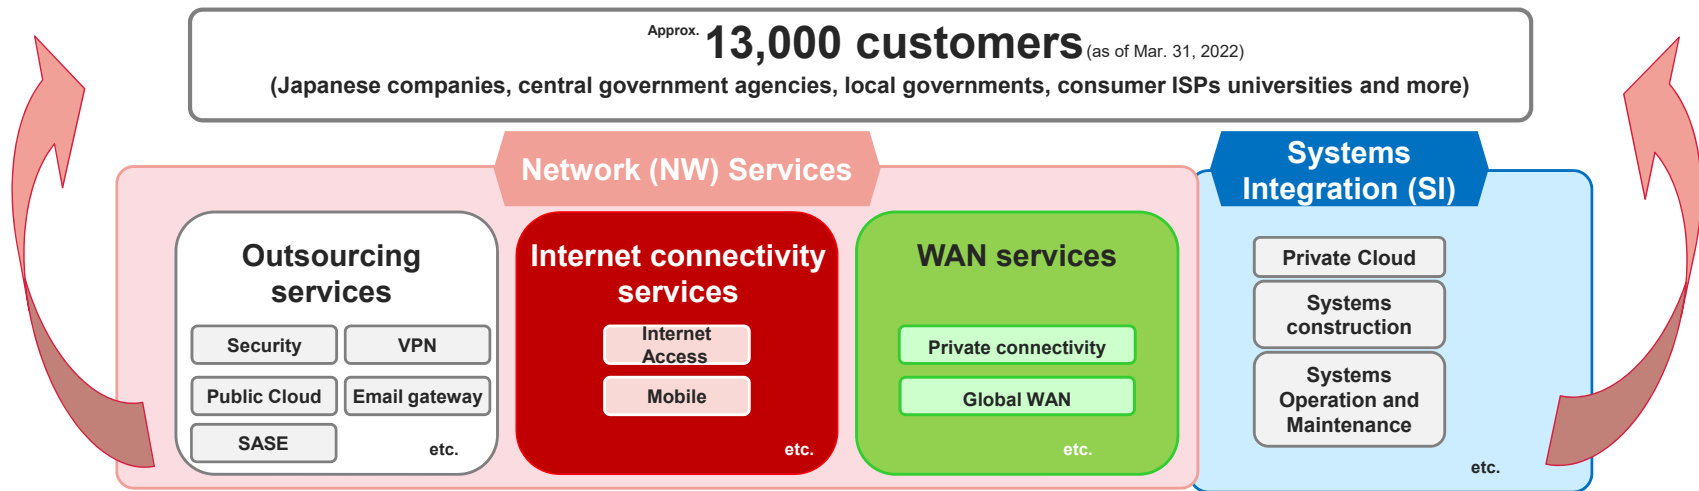 Approx. 13,000 customers (as of Mar. 31, 2022)
(Japanese companies, central government agencies, local governments, consumer ISPs universities and more)
Network (NW) Services
Outsourcing
services
Security
VPN
Public Cloud
Email gateway
SASE
etc.
Internet connectivity
services
Internet
Access
Mobile
etc.
WAN services
Private connectivity
Global WAN
etc.
Systems
Integration (SI)
Private Cloud
Systems
construction
Systems
Operation and
Maintenance
etc.